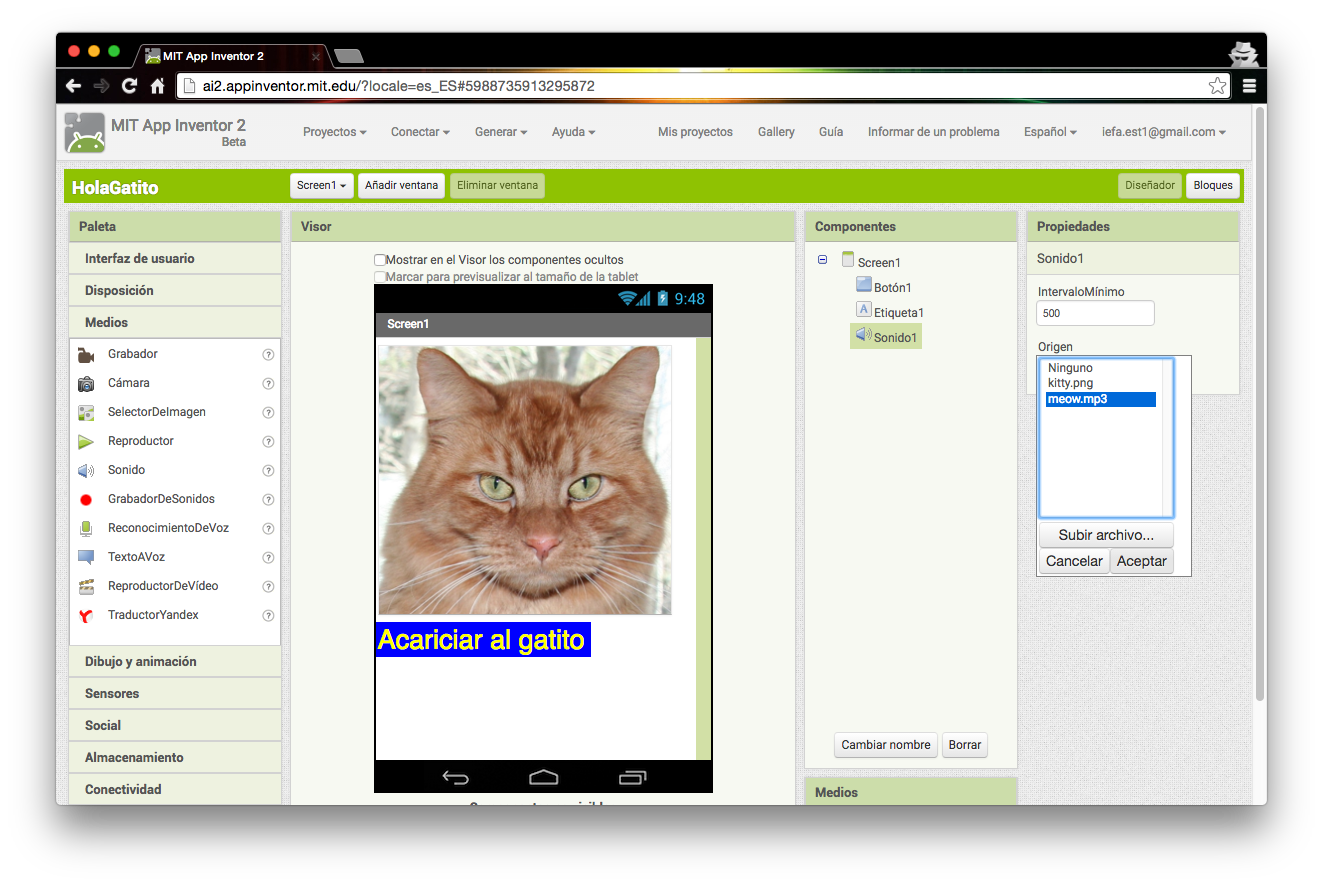 MIT App Inventor 2
ai2.appinventor.mit.edu/?locale=es_ES#5988735913295872
MIT App Inventor 2
Beta
Proyectos
Conectar
Generar
Ayuda
Mis proyectos
Gallery
Guía
Informar de un problema
Español
iefa.est1@gmail.com
HolaGatito
Screen1
Añadir ventana
Eliminar ventana
Diseñador
Bloques
Paleta
Interfaz de usuario
Disposición
Medios
Grabador ?
Cámara ?
SelectorDeImagen ?
Reproductor ?
Sonido ?
GrabadorDeSonidos ?
ReconocimientoDeVoz ?
TextoAVoz ?
ReproductorDeVídeo ?
TraductorYandex ?
Dibujo y animación
Sensores
Social
Almacenamiento
Conectividad
Visor
Mostrar en el Visor los componentes ocultos
Marcar para previsualizar al tamaño de la tablet
9:48
Screen1
Acariciar al gatito
Componentes
Screen1
Botón1
A Etiqueta1
Sonido1
Cambiar nombre
Borrar
Medios
Propiedades
Sonido1
IntervaloMínimo
500
Origen
Ninguno
kitty.png
meow.mp3
Subir archivo...
Cancelar
Aceptar